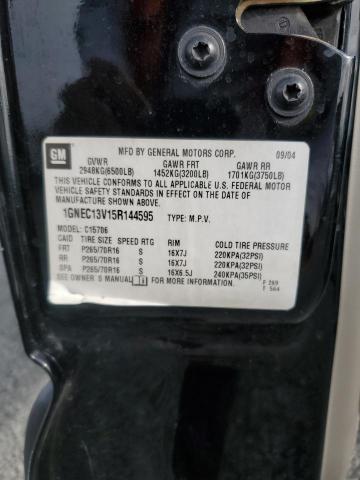 GM
MFD BY GENERAL MOTORS CORP. 09/04
GVWR GAWR FRT GAWR RR
2948KG(6500LB) 1452KG(3200LB) 1701KG(3750LB)
THIS VEHICLE CONFORMS TO ALL APPLICABLE U.S. FEDERAL MOTOR
VEHICLE SAFETY STANDARDS IN EFFECT ON THE DATE OF MANUFACTURE
SHOWN ABOVE.
1GNEC13V15R144595 TYPE: M.P.V.
MODEL: C15706
CAID TIRE SIZE SPEED RTG RIM COLD TIRE PRESSURE
FRT P265/70R16 S 16X7J 220KPA(32PSI)
RR P265/70R16 S 16X7J 220KPA(32PSI)
SPA P265/70R16 S 16X6.5J 240KPA(35PSI)
SEE OWNER'S MANUAL FOR MORE INFORMATION. F 269
F 564